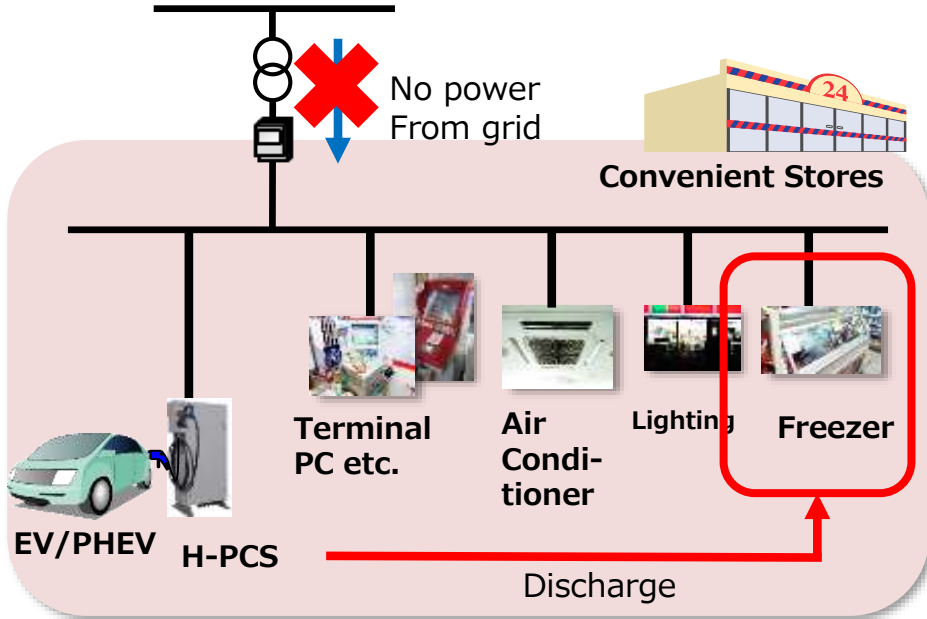 No power
From grid
24
Convenient Stores
Terminal
PC etc.
Air
Condi-
tioner
Lighting
Freezer
EV/PHEV
H-PCS
Discharge